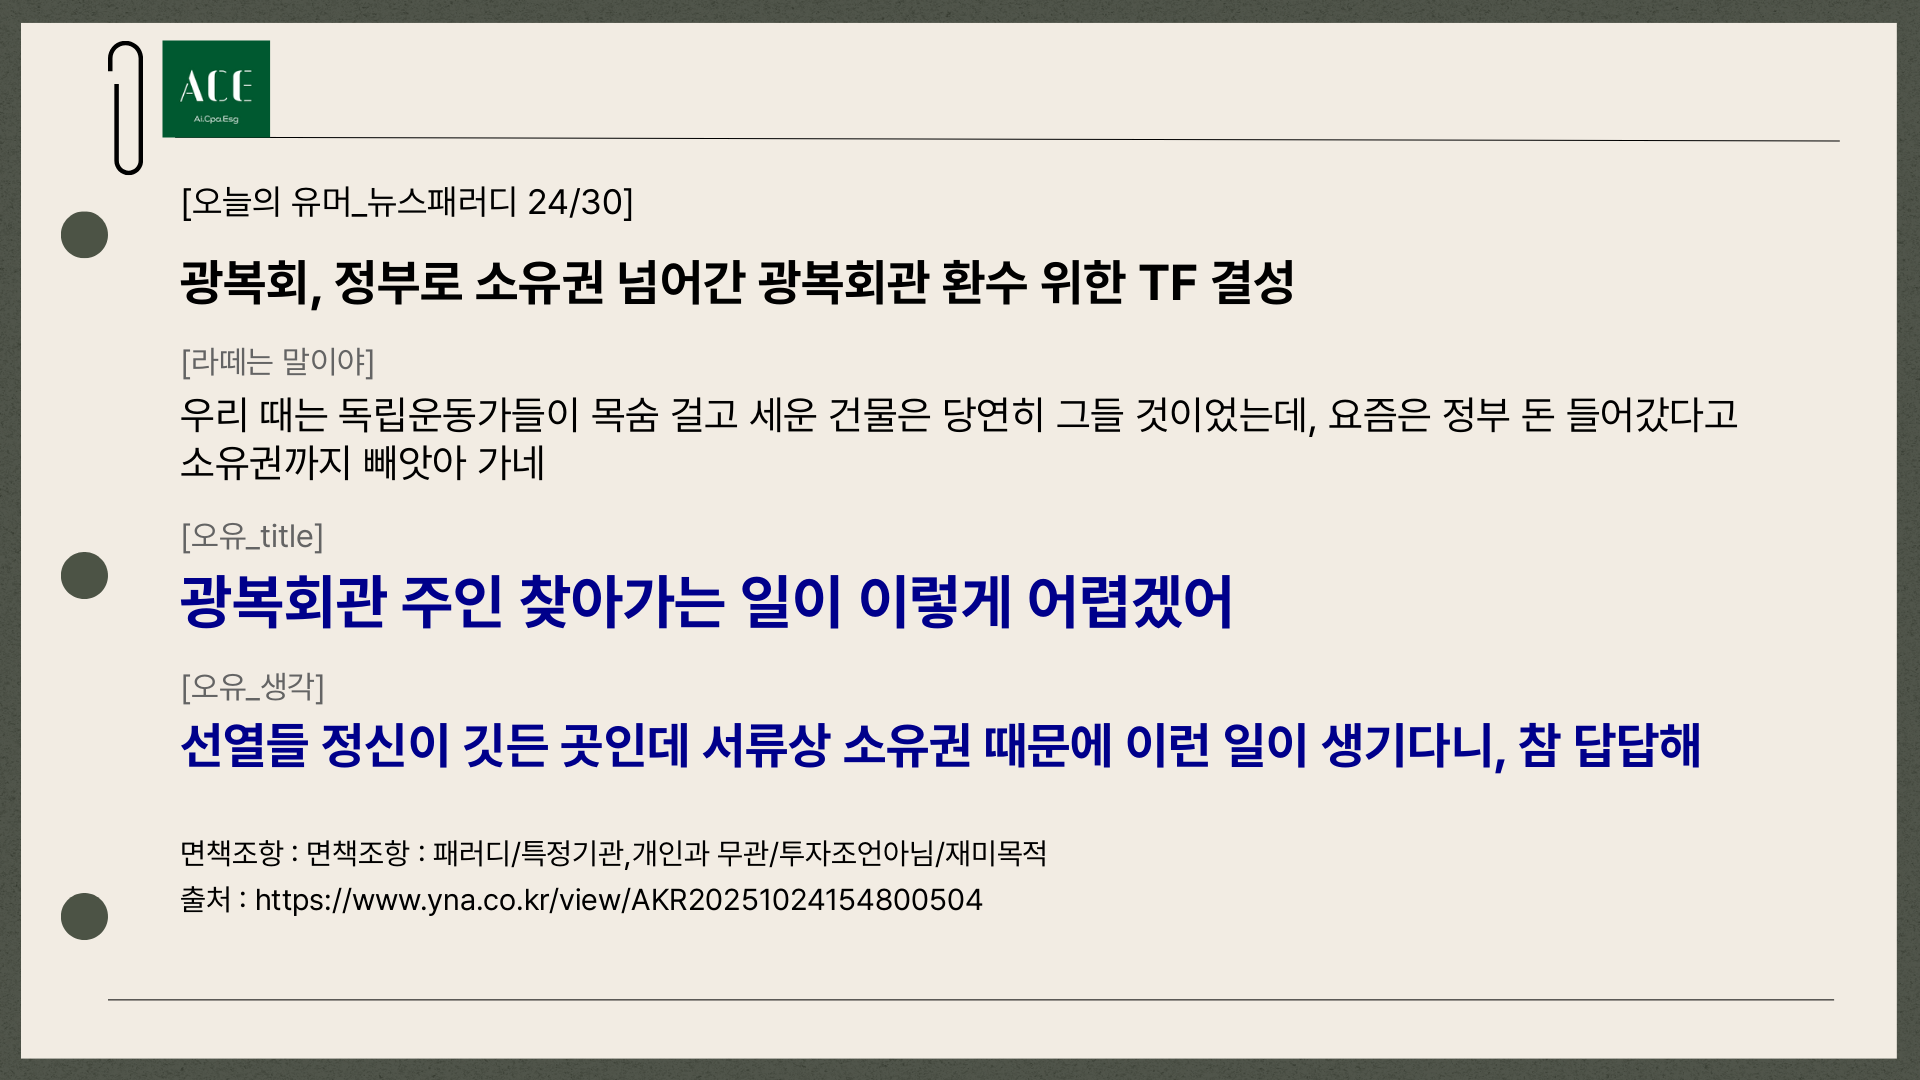 ACE
Ai.Cpa.Esg
[오늘의 유머_뉴스패러디 24/30]
광복회, 정부로 소유권 넘어간 광복회관 환수 위한 TF 결성
[라떼는 말이야]
우리 때는 독립운동가들이 목숨 걸고 세운 건물은 당연히 그들 것이었는데, 요즘은 정부 돈 들어갔다고
소유권까지 빼앗아 가네
[오유_title]
광복회관 주인 찾아가는 일이 이렇게 어렵겠어
[오유_생각]
선열들 정신이 깃든 곳인데 서류상 소유권 때문에 이런 일이 생기다니, 참 답답해
면책조항 : 면책조항 : 패러디/특정기관,개인과 무관/투자조언아님/재미목적
출처 : https://www.yna.co.kr/view/AKR20251024154800504